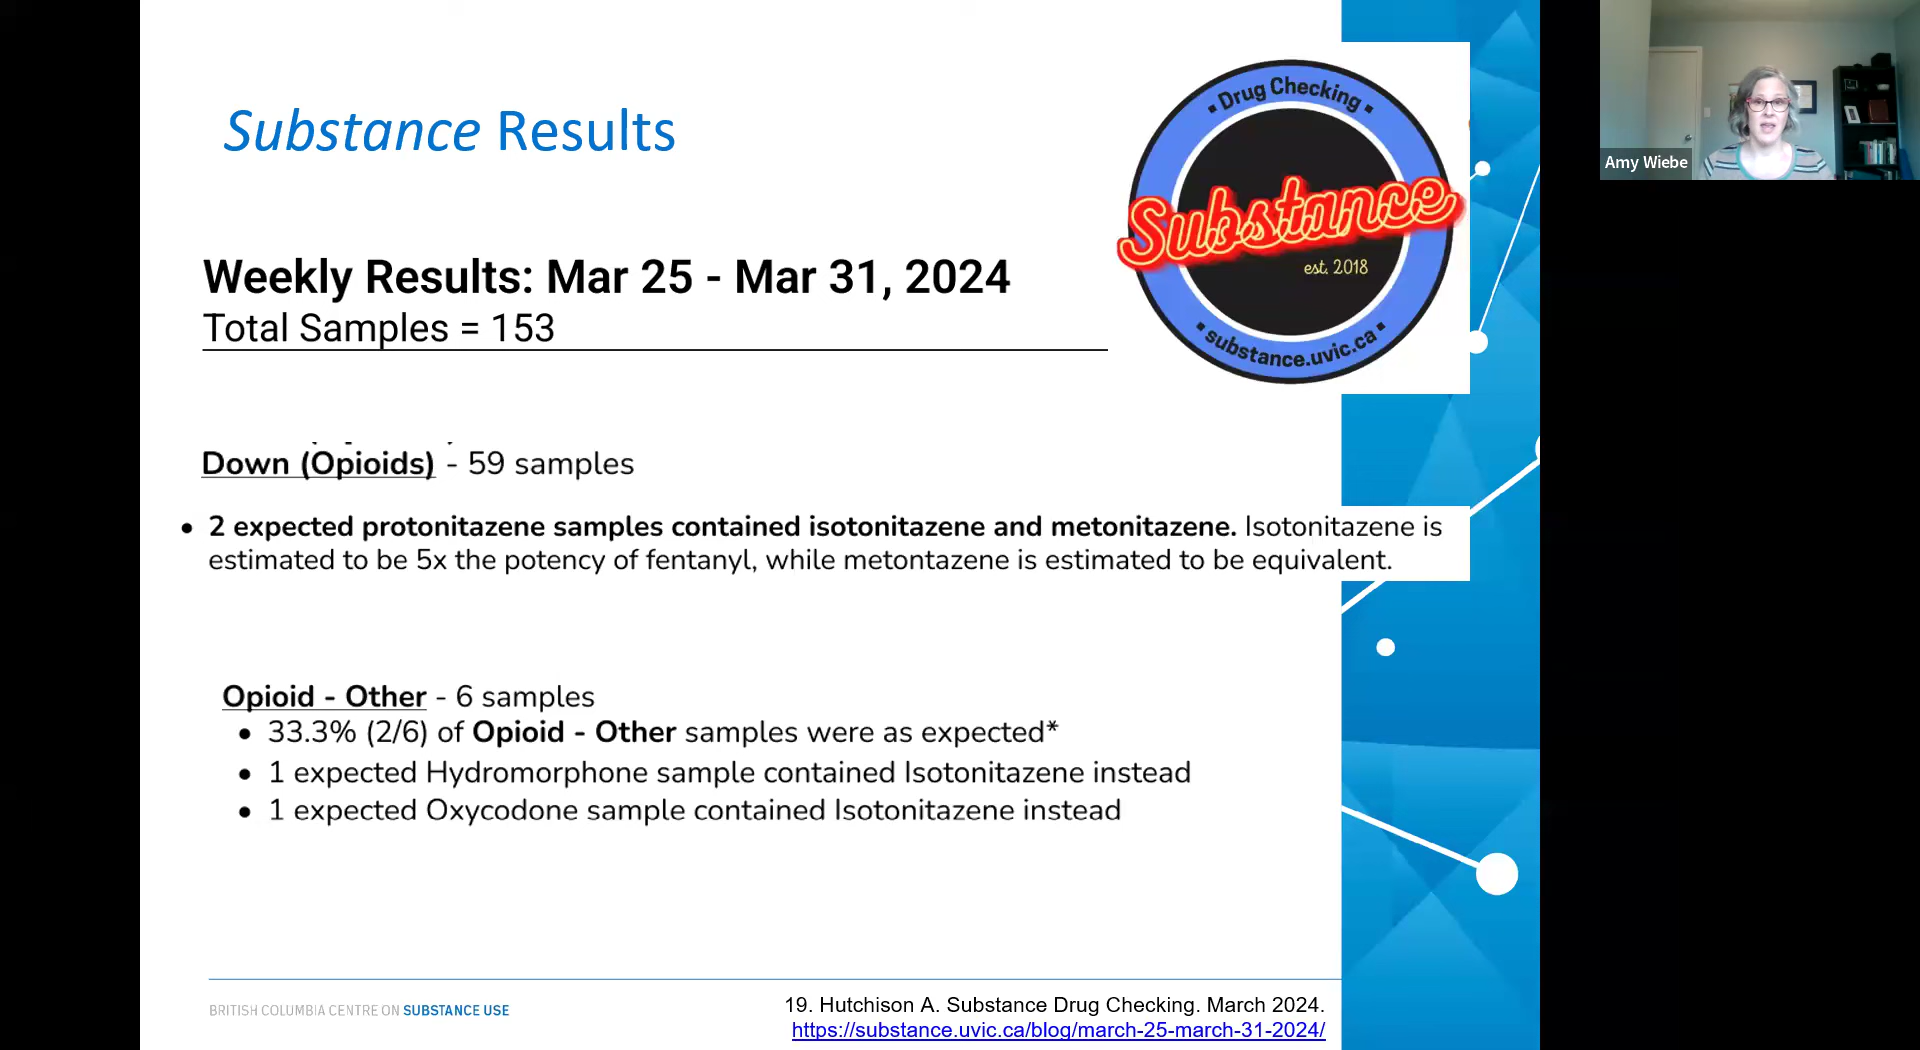 Substance Results
Drug Checking
Substance
est. 2018
substance.uvic.ca
Amy Wiebe
Weekly Results: Mar 25 - Mar 31, 2024
Total Samples = 153
Down (Opioids) - 59 samples
• 2 expected protonitazene samples contained isotonitazene and metonitazene. Isotonitazene is
estimated to be 5x the potency of fentanyl, while metontazene is estimated to be equivalent.
Opioid - Other - 6 samples
• 33.3% (2/6) of Opioid - Other samples were as expected*
• 1 expected Hydromorphone sample contained Isotonitazene instead
• 1 expected Oxycodone sample contained Isotonitazene instead
BRITISH COLUMBIA CENTRE ON SUBSTANCE USE
19. Hutchison A. Substance Drug Checking. March 2024.
https://substance.uvic.ca/blog/march-25-march-31-2024/